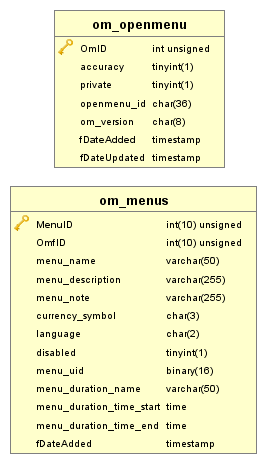 om_openmenu
OmID int unsigned
accuracy tinyint(1)
private tinyint(1)
openmenu_id char(36)
om_version char(8)
fDateAdded timestamp
fDateUpdated timestamp
om_menus
MenuID int(10) unsigned
OmfID int(10) unsigned
menu_name varchar(50)
menu_description varchar(255)
menu_note varchar(255)
currency_symbol char(3)
language char(2)
disabled tinyint(1)
menu_uid binary(16)
menu_duration_name varchar(50)
menu_duration_time_start time
menu_duration_time_end time
fDateAdded timestamp